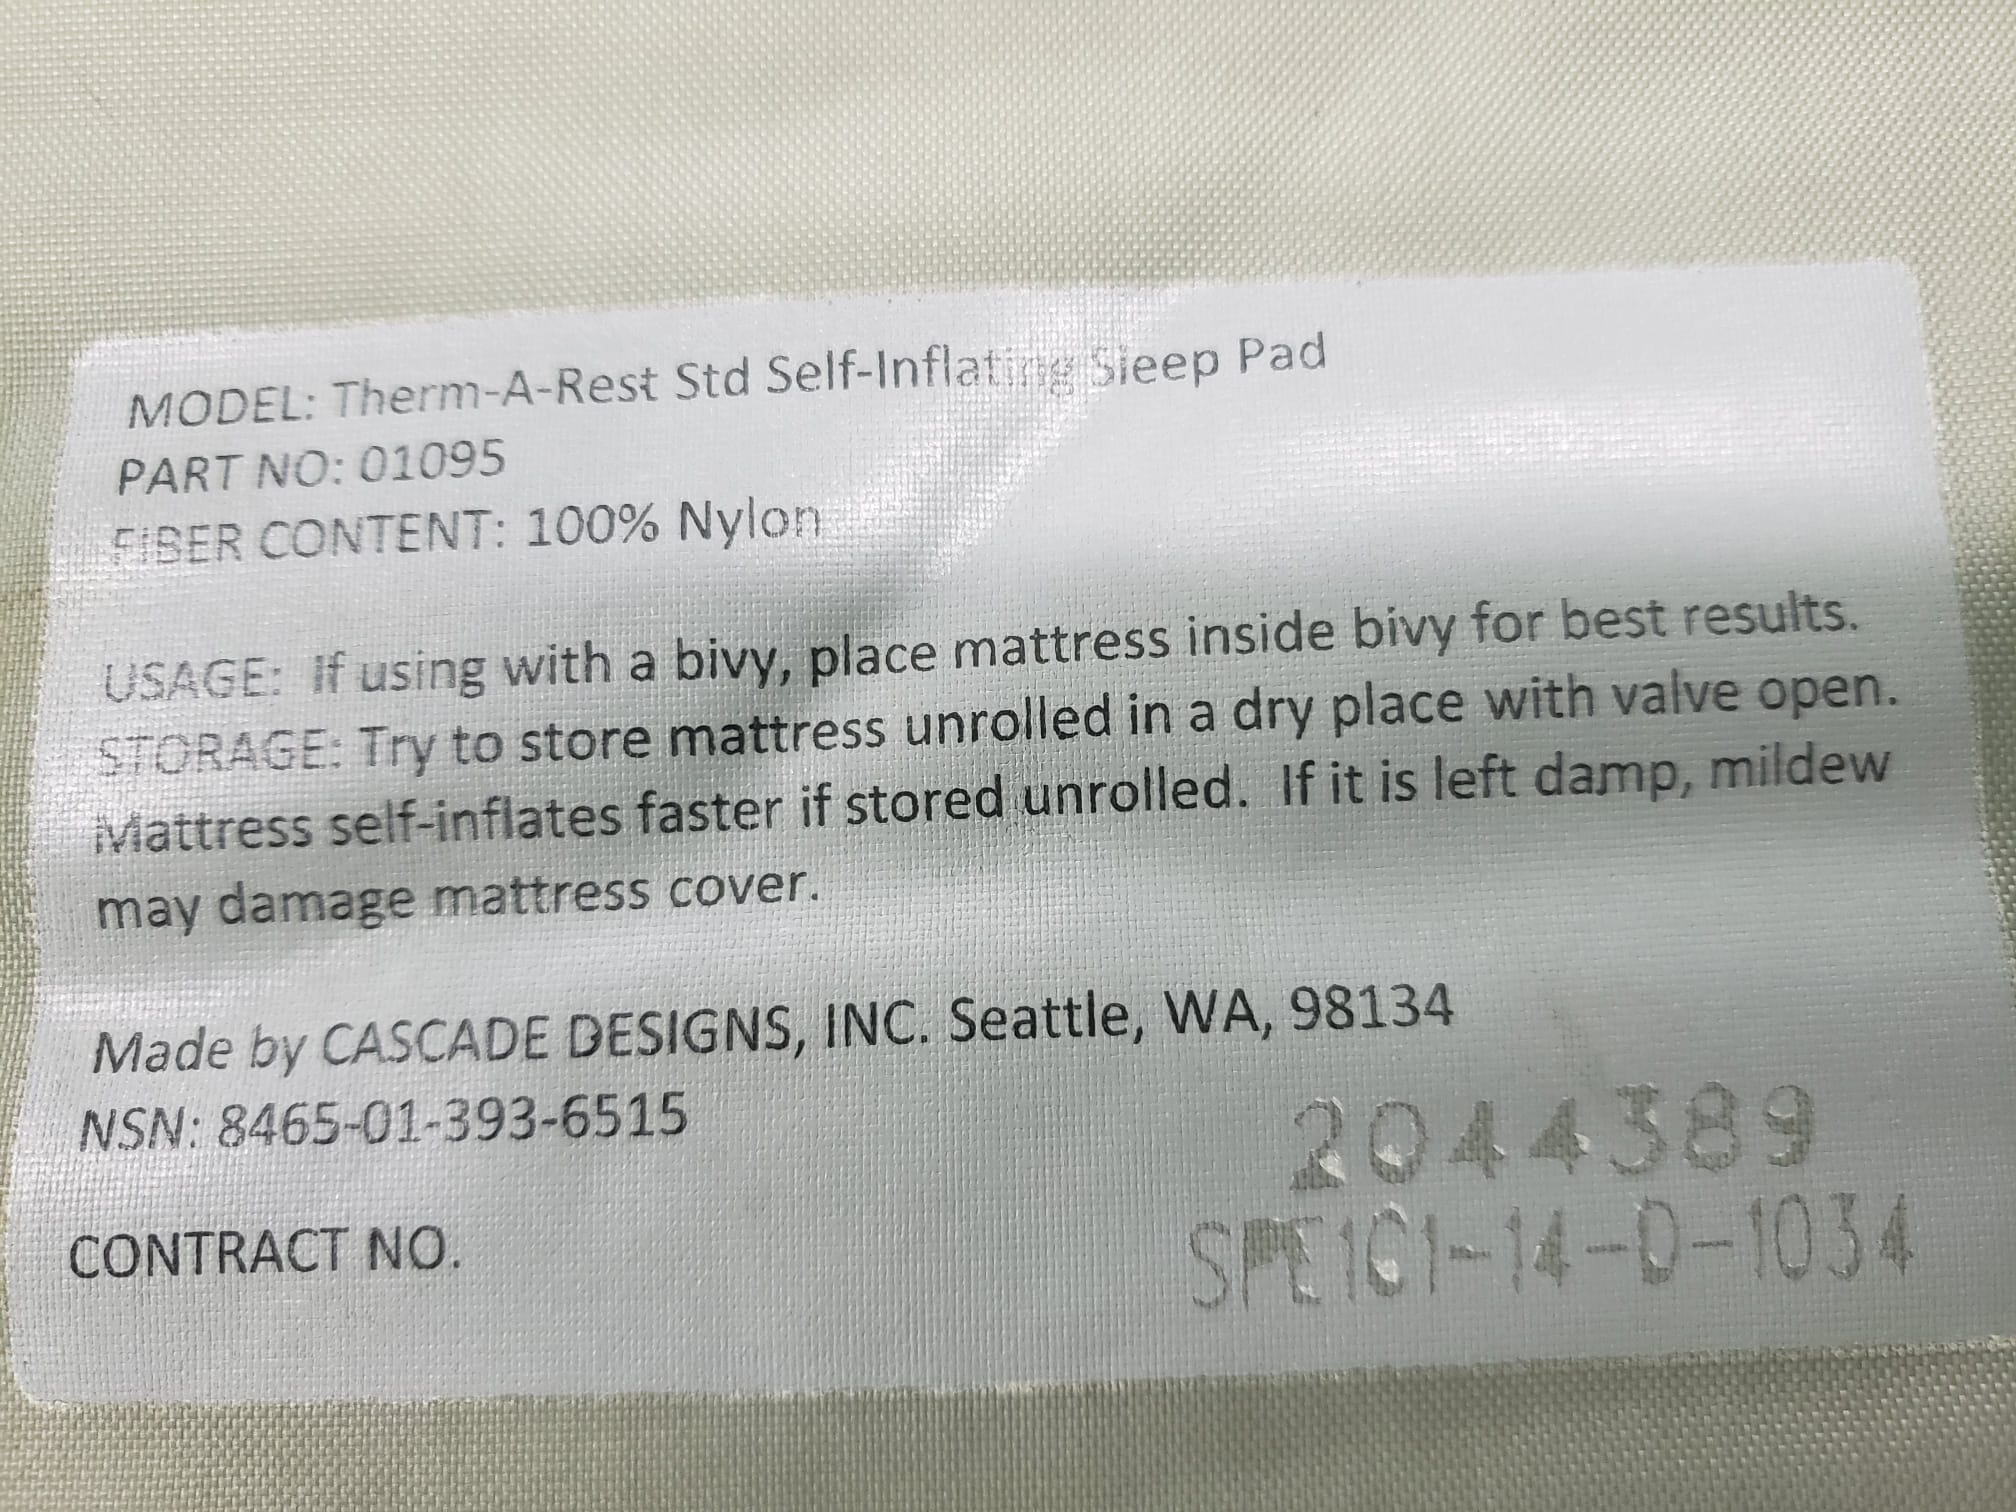 MODEL: Therm-A-Rest Std Self-Inflating Sleep Pad
PART NO: 01095
FIBER CONTENT: 100% Nylon
USAGE: If using with a bivy, place mattress inside bivy for best results.
STORAGE: Try to store mattress unrolled in a dry place with valve open.
Mattress self-inflates faster if stored unrolled. If it is left damp, mildew
may damage mattress cover.
Made by CASCADE DESIGNS, INC. Seattle, WA, 98134
NSN: 8465-01-393-6515
2044389
CONTRACT NO. SPE1C1-14-D-1034